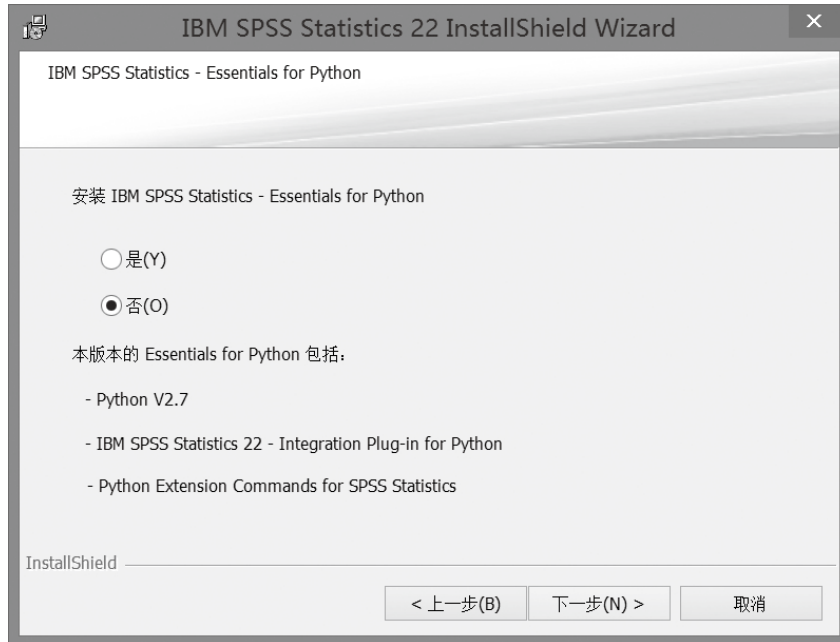 IBM SPSS Statistics 22 InstallShield Wizard
IBM SPSS Statistics - Essentials for Python
安装 IBM SPSS Statistics - Essentials for Python
是(Y)
否(O)
本版本的 Essentials for Python 包括:
- Python V2.7
- IBM SPSS Statistics 22 - Integration Plug-in for Python
- Python Extension Commands for SPSS Statistics
InstallShield
< 上一步(B) 下一步(N) > 取消